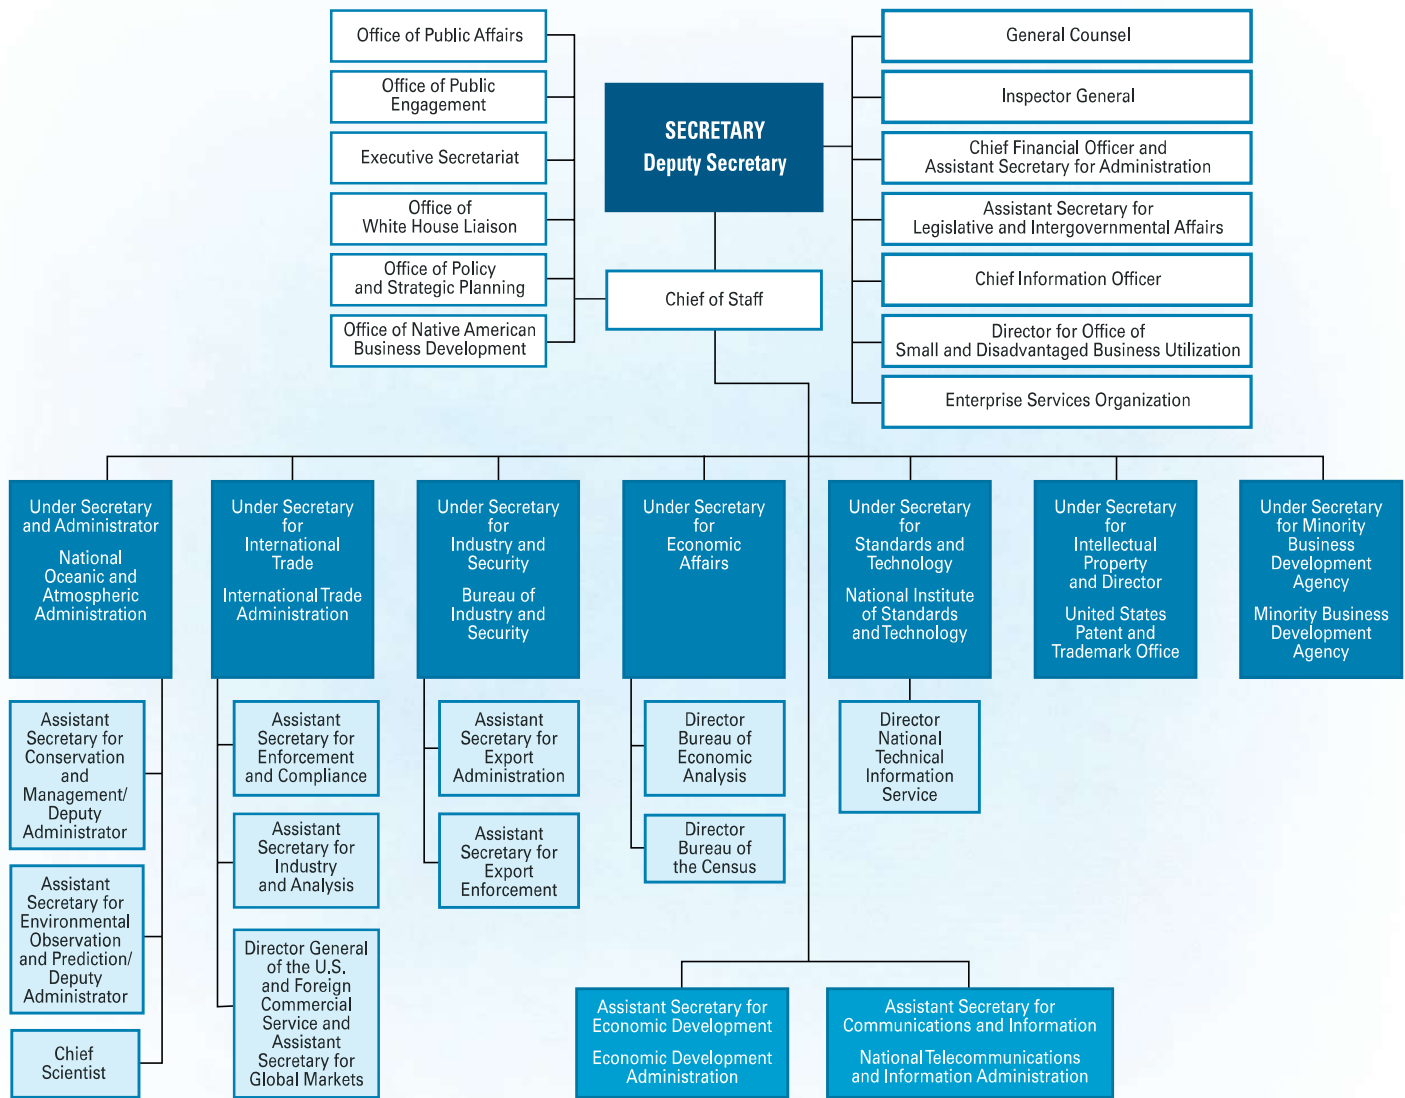 Office of Public Affairs
Office of Public
Engagement
Executive Secretariat
Office of
White House Liaison
Office of Policy
and Strategic Planning
Office of Native American
Business Development
SECRETARY
Deputy Secretary
Chief of Staff
General Counsel
Inspector General
Chief Financial Officer and
Assistant Secretary for Administration
Assistant Secretary for
Legislative and Intergovernmental Affairs
Chief Information Officer
Director for Office of
Small and Disadvantaged Business Utilization
Enterprise Services Organization
Under Secretary
and Administrator
National
Oceanic and
Atmospheric
Administration
Under Secretary
for
International
Trade
International Trade
Administration
Under Secretary
for
Industry and
Security
Bureau of
Industry and
Security
Under Secretary
for
Economic
Affairs
Under Secretary
for
Standards and
Technology
National Institute
of Standards
and Technology
Under Secretary
for
Intellectual
Property
and Director
United States
Patent and
Trademark Office
Under Secretary
for Minority
Business
Development
Agency
Minority Business
Development
Agency
Assistant
Secretary for
Conservation
and
Management/
Deputy
Administrator
Assistant
Secretary for
Environmental
Observation
and Prediction/
Deputy
Administrator
Chief
Scientist
Assistant
Secretary for
Enforcement
and Compliance
Assistant
Secretary for
Industry
and Analysis
Director General
of the U.S.
and Foreign
Commercial
Service and
Assistant
Secretary for
Global Markets
Assistant
Secretary for
Export
Administration
Assistant
Secretary for
Export
Enforcement
Director
Bureau of
Economic
Analysis
Director
Bureau of
the Census
Director
National
Technical
Information
Service
Assistant Secretary for
Economic Development
Economic Development
Administration
Assistant Secretary for
Communications and Information
National Telecommunications
and Information Administration